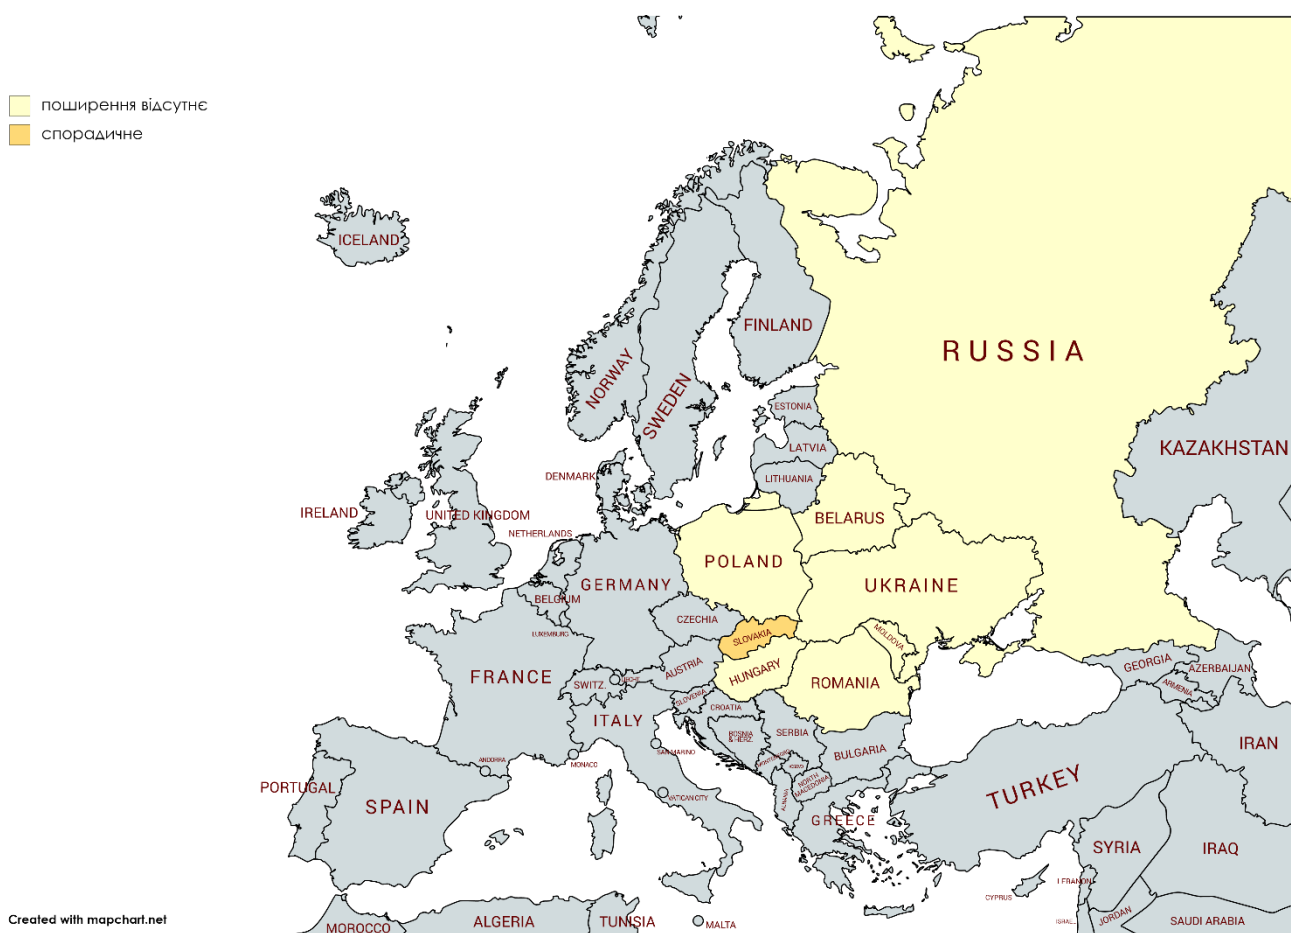 поширення відсутнє
спорадичне
ICELAND
FINLAND
NORWAY
SWEDEN
RUSSIA
ESTONIA
LATVIA
LITHUANIA
KAZAKHSTAN
DENMARK
IRELAND
UNITED KINGDOM
NETHERLANDS
BELARUS
POLAND
GERMANY
UKRAINE
BELGIUM
LUXEMBURG
CZECHIA
SLOVAKIA
MOLDOVA
FRANCE
SWITZ.
AUSTRIA
HUNGARY
ROMANIA
GEORGIA
AZERBAIJAN
ARMENIA
SLOVENIA
CROATIA
ITALY
BOSNIA
& HERZ.
SERBIA
SAN MARINO
MONTENEGRO
KOSOVO
BULGARIA
ANDORRA
MONACO
IRAN
PORTUGAL
SPAIN
VATICAN CITY
ALBANIA
NORTH
MACEDONIA
GREECE
TURKEY
SYRIA
IRAQ
CYPRUS
LEBANON
Created with mapchart.net
MOROCCO
ALGERIA
TUNISIA
MALTA
JORDAN
SAUDI ARABIA